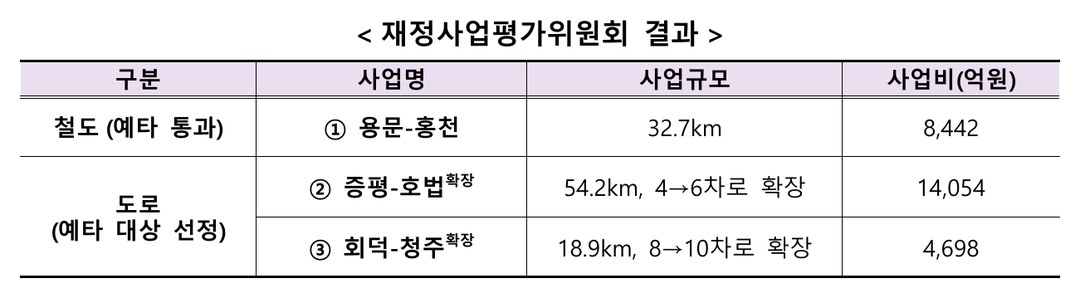 < 재정사업평가위원회 결과 >
구분 사업명 사업규모 사업비(억원)
철도 (예타 통과) ① 용문-홍천 32.7km 8,442
도로
(예타 대상 선정)
② 증평-호법확장 54.2km, 4→6차로 확장 14,054
③ 회덕-청주확장 18.9km, 8→10차로 확장 4,698